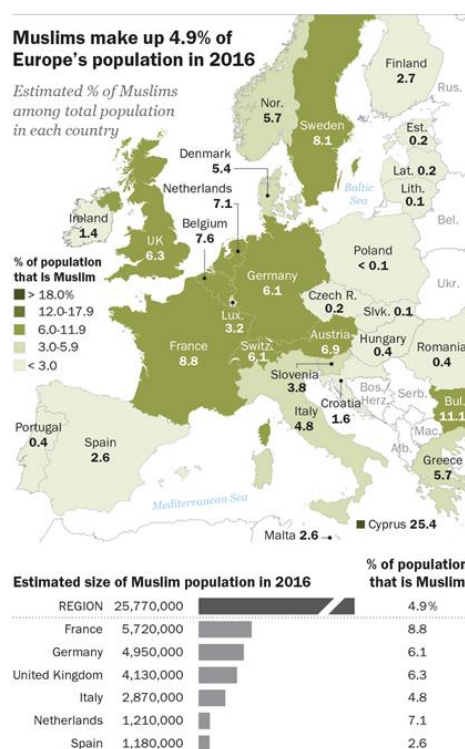 Muslims make up 4.9% of
Europe's population in 2016
Estimated % of Muslims
among total population
in each country
Finland
2.7
Rus.
Nor.
5.7
Sweden
8.1
Est.
0.2
Denmark
5.4
Lat. 0.2
Lith.
0.1
Baltic
Sea
Netherlands
7.1
Bel.
Ireland
1.4
Belgium
7.6
UK
6.3
Poland
< 0.1
% of population
that is Muslim
> 18.0%
12.0-17.9
6.0-11.9
3.0-5.9
< 3.0
Germany
6.1
Ukr.
Czech R.
0.2
Lux.
3.2
Slvk. 0.1
France
8.8
Switz.
6.1
Austria
6.9
Hungary
0.4
Romania
0.4
Slovenia
3.8
Croatia
1.6
Bos.
Herz.
Serb.
Bul.
11.1
Italy
4.8
Mac.
Alb.
Portugal
0.4
Spain
2.6
Greece
5.7
Mediterranean Sea
Malta 2.6
Cyprus 25.4
Estimated size of Muslim population in 2016
% of population
that is Muslim
REGION 25,770,000 4.9%
France 5,720,000 8.8
Germany 4,950,000 6.1
United Kingdom 4,130,000 6.3
Italy 2,870,000 4.8
Netherlands 1,210,000 7.1
Spain 1,180,000 2.6